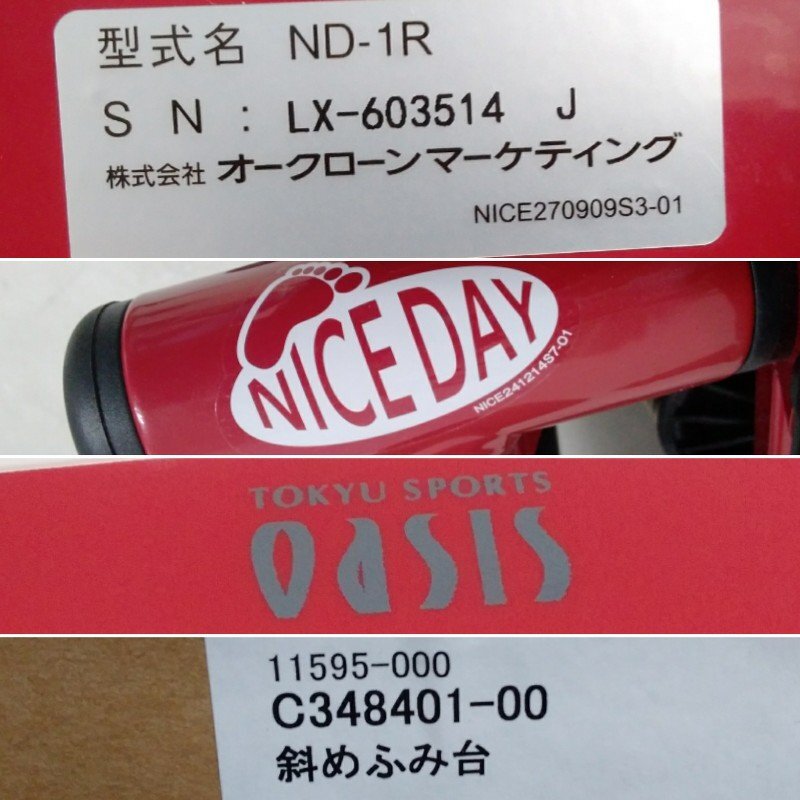 型式名 ND-1R
SN: LX-603514 J
株式会社 オークローンマーケティング
NICE270909S3-01
NICE DAY
NICE241214S7-01
TOKYU SPORTS
OASIS
11595-000
C348401-00
斜めふみ台